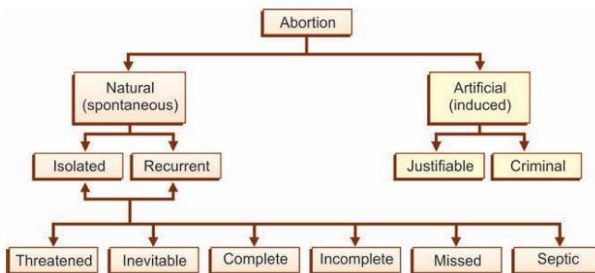 Abortion
Natural
(spontaneous)
Artificial
(induced)
Isolated
Recurrent
Justifiable
Criminal
Threatened
Inevitable
Complete
Incomplete
Missed
Septic